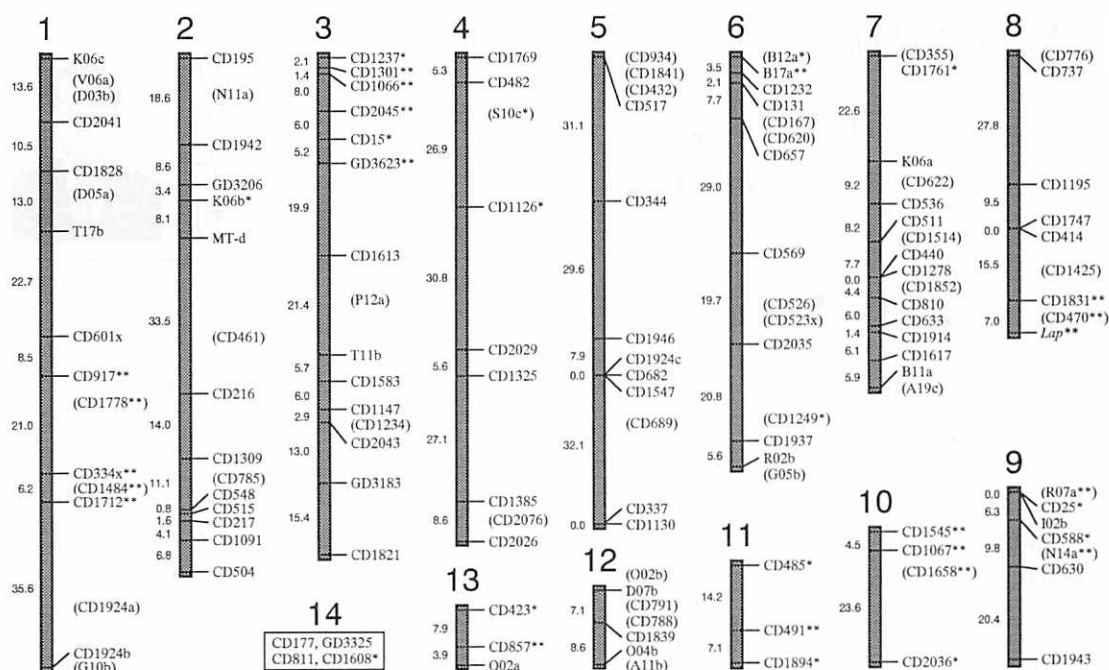 1
K06c
(V06a)
13.6
(D03b)
CD2041
10.5
CD1828
(D05a)
13.0
T17b
22.7
CD601x
8.5
CD917**
(CD1778**)
21.0
CD334x**
(CD1484**)
6.2
CD1712**
35.6
(CD1924a)
CD1924b
(G10b)
2
CD195
18.6
(N11a)
CD1942
8.6
GD3206
3.4
K06b*
8.1
MT-d
33.5
(CD461)
CD216
14.0
CD1309
(CD785)
11.1
CD548
0.8
CD515
1.6
CD217
4.1
CD1091
6.8
CD504
3
CD1237*
2.1
CD1301**
1.4
CD1066**
8.0
CD2045**
6.0
CD15*
5.2
GD3623**
19.9
CD1613
(P12a)
21.4
T11b
5.7
CD1583
6.0
CD1147
2.9
(CD1234)
CD2043
13.0
GD3183
15.4
CD1821
4
CD1769
6.3
CD482
(S10c*)
26.9
CD1126*
30.8
CD2029
5.6
CD1325
27.1
CD1385
8.6
(CD2076)
CD2026
5
(CD934)
(CD1841)
(CD432)
CD517
31.1
CD344
29.6
CD1946
7.9
CD1924c
0.0
CD682
CD1547
(CD689)
32.1
CD337
0.0
CD1130
6
(B12a*)
3.5
B17a**
2.1
CD1232
7.7
CD131
(CD167)
(CD620)
CD657
29.0
CD569
19.7
(CD526)
(CD523x)
CD2035
20.8
(CD1249*)
CD1937
5.6
R02b
(G05b)
7
(CD355)
CD1761*
22.6
K06a
9.2
(CD622)
CD536
8.2
CD511
(CD1514)
7.7
CD440
0.0
CD1278
4.4
(CD1852)
CD810
6.0
CD633
1.4
CD1914
6.1
CD1617
5.9
B11a
(A19c)
8
(CD776)
CD737
27.8
CD1195
9.5
CD1747
0.0
CD414
15.5
(CD1425)
CD1831**
7.0
(CD470**)
Lap**
9
0.0
(R07a**)
6.3
CD25*
I02b
CD588*
9.8
(N14a**)
CD630
20.4
CD1943
10
4.5
CD1545**
CD1067**
(CD1658**)
23.6
CD2036*
11
CD485*
14.2
CD491**
7.1
CD1894*
12
(O02b)
D07b
7.1
(CD791)
(CD788)
CD1839
8.6
O04b
(A11b)
13
CD423*
7.9
CD857**
3.9
O02a
14
CD177, GD3325
CD811, CD1608*